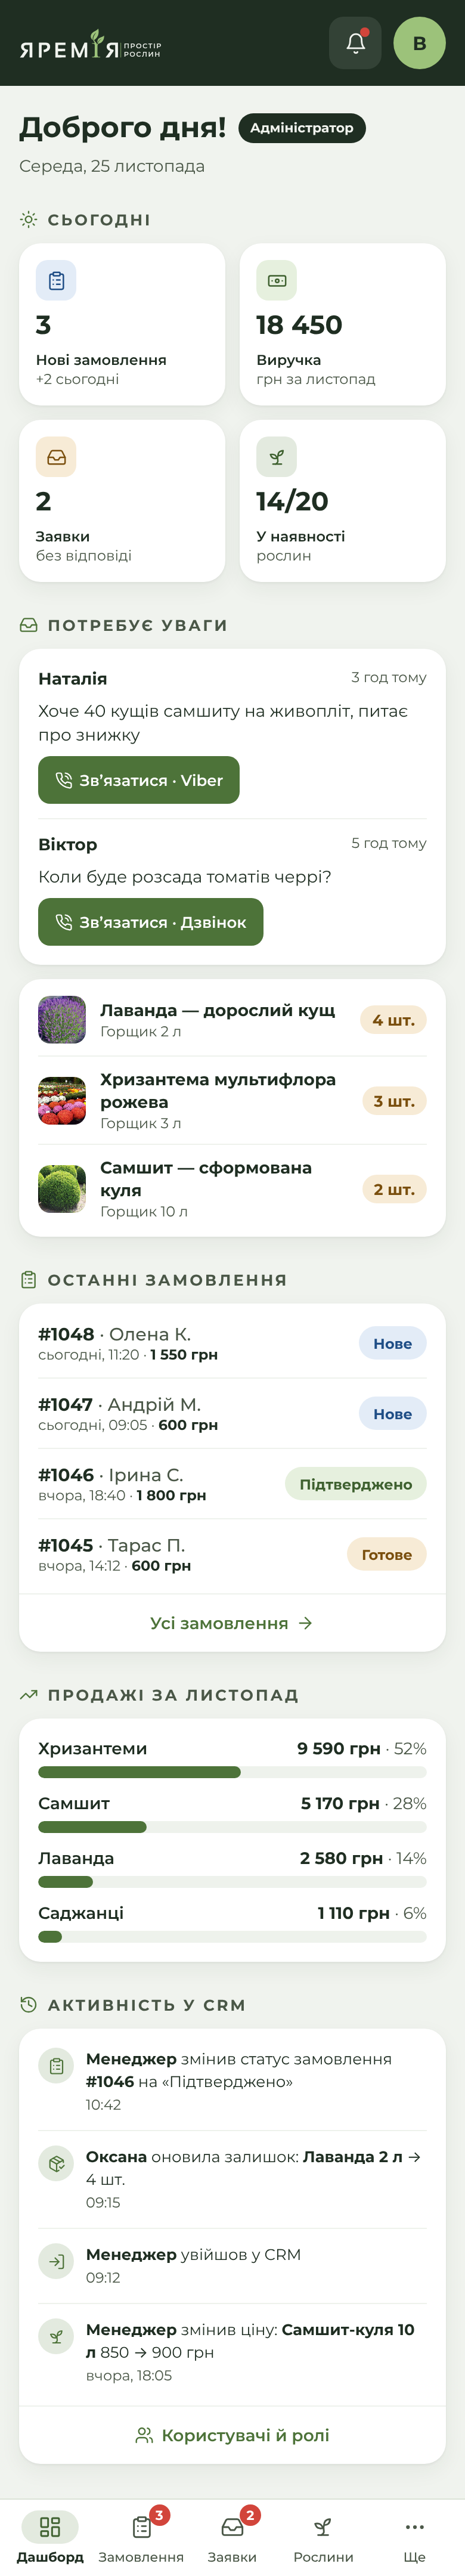 ЯРЕМІЯ ПРОСТІР
РОСЛИН
В
Доброго дня! Адміністратор
Середа, 25 листопада
СЬОГОДНІ
3
Нові замовлення
+2 сьогодні
18 450
Виручка
грн за листопад
2
Заявки
без відповіді
14/20
У наявності
рослин
ПОТРЕБУЄ УВАГИ
Наталія 3 год тому
Хоче 40 кущів самшиту на живопліт, питає
про знижку
Зв’язатися · Viber
Віктор 5 год тому
Коли буде розсада томатів черрі?
Зв’язатися · Дзвінок
Лаванда — дорослий кущ 4 шт.
Горщик 2 л
Хризантема мультифлора
рожева 3 шт.
Горщик 3 л
Самшит — сформована
куля 2 шт.
Горщик 10 л
ОСТАННІ ЗАМОВЛЕННЯ
#1048 · Олена К. Нове
сьогодні, 11:20 · 1 550 грн
#1047 · Андрій М. Нове
сьогодні, 09:05 · 600 грн
#1046 · Ірина С. Підтверджено
вчора, 18:40 · 1 800 грн
#1045 · Тарас П. Готове
вчора, 14:12 · 600 грн
Усі замовлення →
ПРОДАЖІ ЗА ЛИСТОПАД
Хризантеми 9 590 грн · 52%
Самшит 5 170 грн · 28%
Лаванда 2 580 грн · 14%
Саджанці 1 110 грн · 6%
АКТИВНІСТЬ У CRM
Менеджер змінив статус замовлення
#1046 на «Підтверджено»
10:42
Оксана оновила залишок: Лаванда 2 л →
4 шт.
09:15
Менеджер увійшов у CRM
09:12
Менеджер змінив ціну: Самшит-куля 10
л 850 → 900 грн
вчора, 18:05
Користувачі й ролі
3 2
Дашборд Замовлення Заявки Рослини Ще